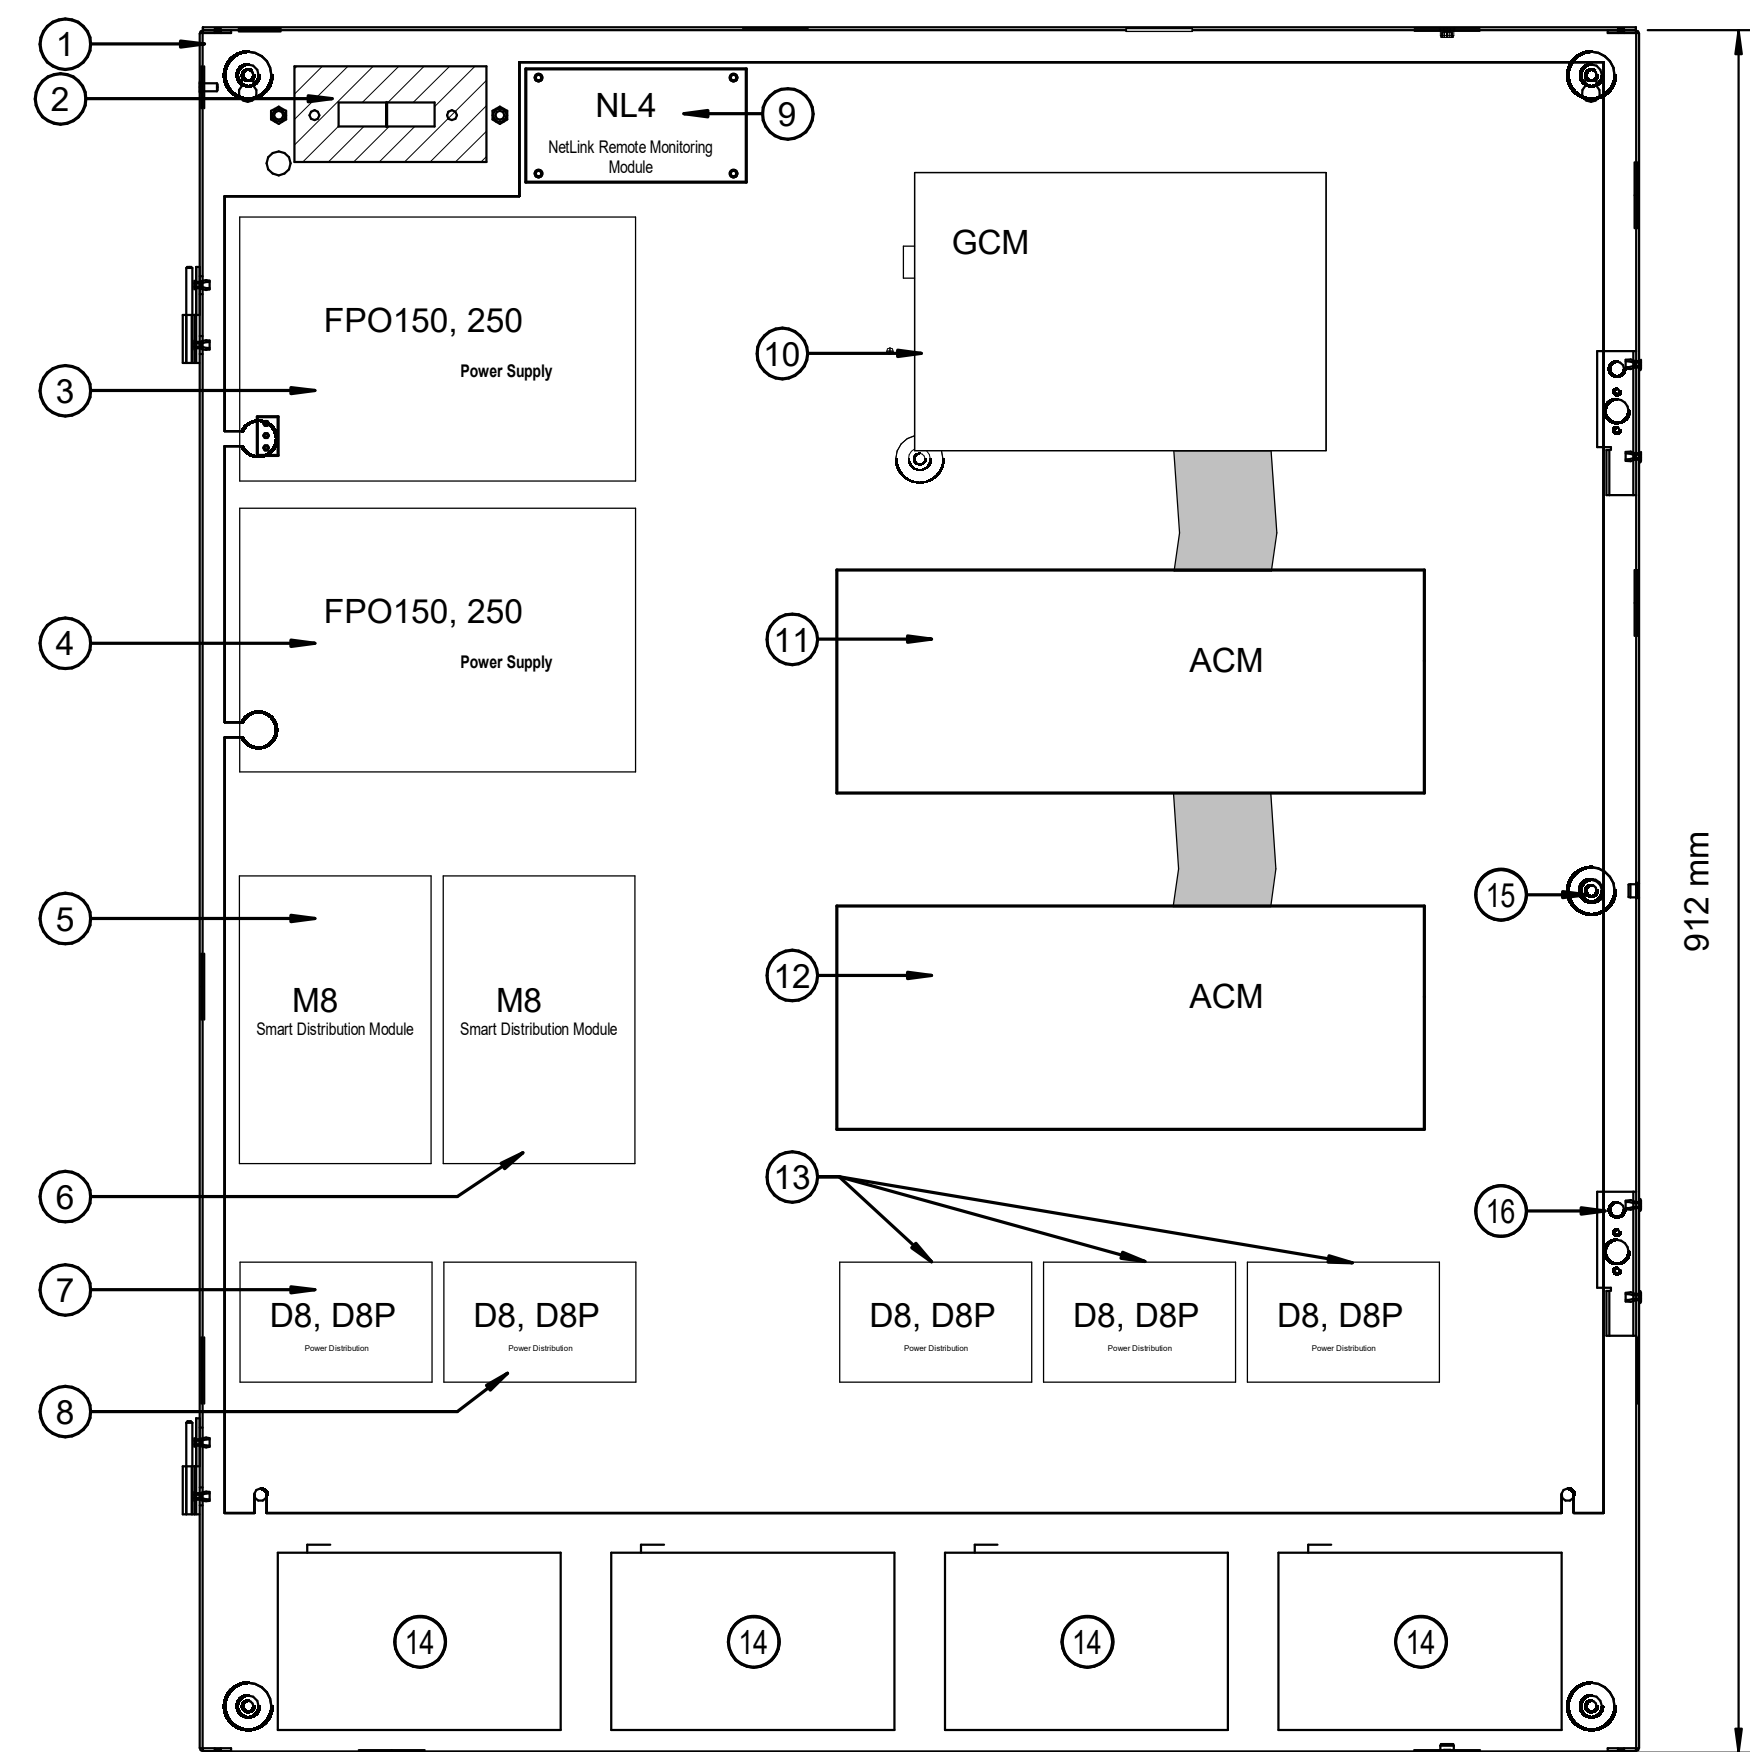 1
2
NL4
NetLink Remote Monitoring
Module
9
GCM
FPO150, 250
Power Supply
3
10
FPO150, 250
Power Supply
4
11
ACM
5
M8
Smart Distribution Module
M8
Smart Distribution Module
12
ACM
15
912 mm
6
13
16
7
D8, D8P
Power Distribution
D8, D8P
Power Distribution
D8, D8P
Power Distribution
D8, D8P
Power Distribution
D8, D8P
Power Distribution
8
14
14
14
14